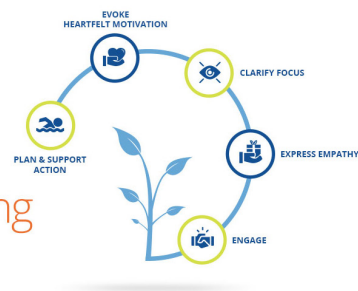 EVOKE
HEARTFELT MOTIVATION
CLARIFY FOCUS
EXPRESS EMPATHY
PLAN & SUPPORT
ACTION
ng
ENGAGE